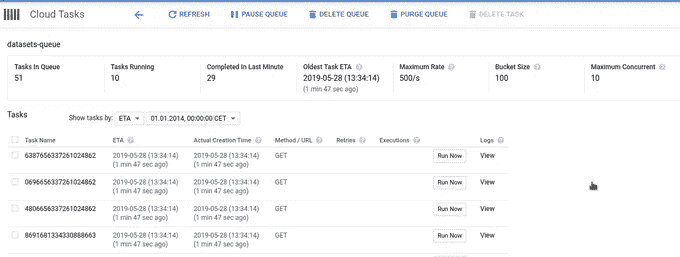 Cloud Tasks REFRESH PAUSE QUEUE DELETE QUEUE PURGE QUEUE DELETE TASK
datasets-queue
Tasks In Queue Tasks Running Completed In Last Minute Oldest Task ETA Maximum Rate Bucket Size Maximum Concurrent
51 10 29 2019-05-28 (13:34:14) 500/s 100 10
(1 min 47 sec ago)
Tasks Show tasks by: ETA 01.01.2014, 00:00:00 CET
Task Name ETA Actual Creation Time Method / URL Retries Executions Logs
6387656337261024862 2019-05-28 (13:34:14) 2019-05-28 (13:34:14) GET Run Now View
(1 min 47 sec ago) (1 min 47 sec ago)
0696656337261024862 2019-05-28 (13:34:14) 2019-05-28 (13:34:14) GET Run Now View
(1 min 47 sec ago) (1 min 47 sec ago)
4806656337261024862 2019-05-28 (13:34:14) 2019-05-28 (13:34:14) GET Run Now View
(1 min 47 sec ago) (1 min 47 sec ago)
8691681334330888663 2019-05-28 (13:34:14) 2019-05-28 (13:34:14) GET Run Now View
(1 min 47 sec ago) (1 min 47 sec ago)